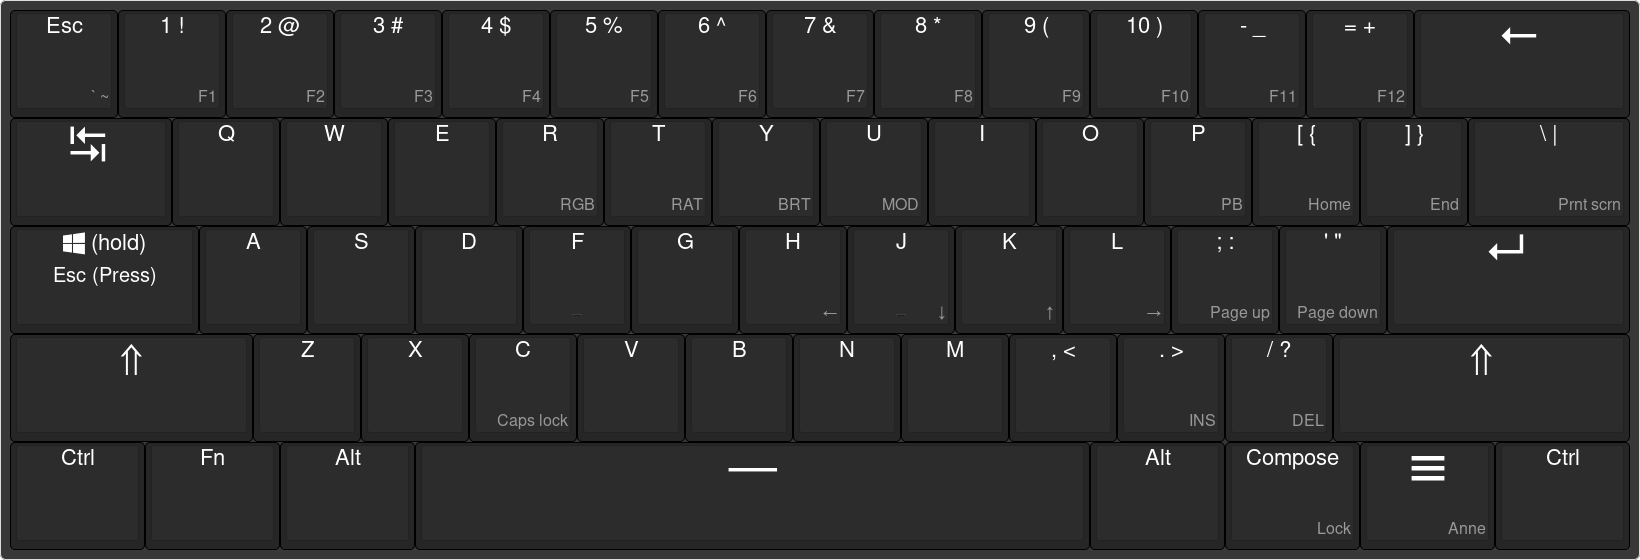 Esc 1 ! 2 @ 3 # 4 $ 5 % 6 ^ 7 & 8 * 9 ( 10 ) - _ = + ←
` ~ F1 F2 F3 F4 F5 F6 F7 F8 F9 F10 F11 F12
Q W E R T Y U I O P [ { ] } \ |
RGB RAT BRT MOD PB Home End Prnt scrn
(hold) A S D F G H J K L ; : ' "
Esc (Press)
← ↓ ↑ → Page up Page down
⇑ Z X C V B N M , < . > / ? ⇑
Caps lock INS DEL
Ctrl Fn Alt Alt Compose Ctrl
Lock Anne